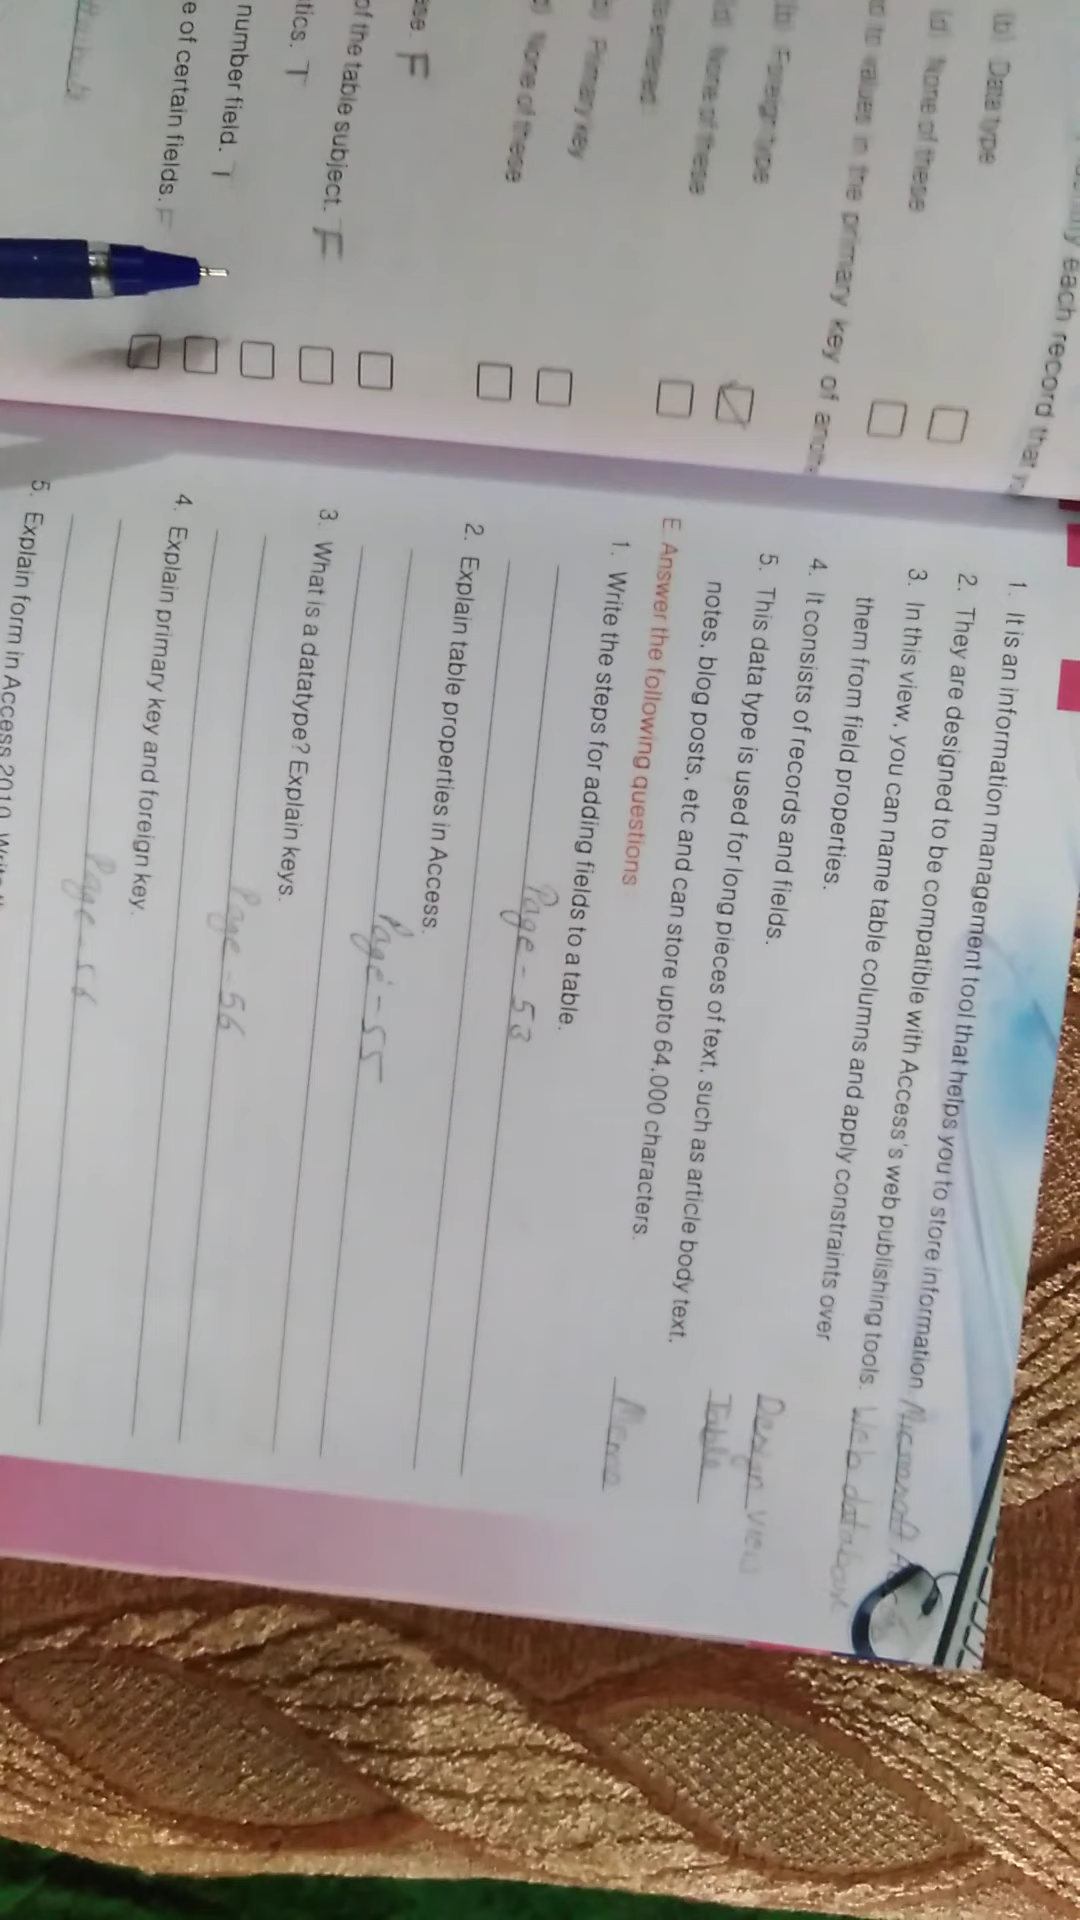 each record that
(b) Data type
(d) None of these
to values in the primary key of
(b) Foreign type
(d) None of these
Primary key
None of these
F
of the table subject. F
tics. T
number field. T
e of certain fields. F
1. It is an information management tool that helps you to store information. Microsoft
2. They are designed to be compatible with Access's web publishing tools. Web database
3. In this view, you can name table columns and apply constraints over
them from field properties. Design view
4. It consists of records and fields. Table
5. This data type is used for long pieces of text, such as article body text,
notes, blog posts, etc and can store upto 64,000 characters. Memo
E. Answer the following questions
1. Write the steps for adding fields to a table.
Page - 53
2. Explain table properties in Access.
Page - 55
3. What is a datatype? Explain keys.
Page - 56
4. Explain primary key and foreign key.
Page - 56
5. Explain form in Access 2010.